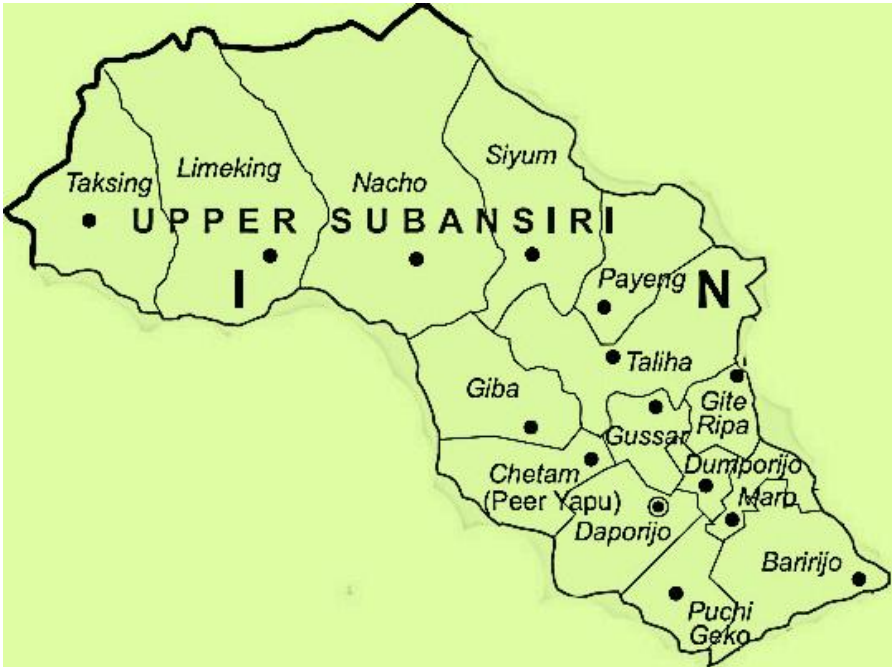 Siyum
Limeking
Taksing
Nacho
UPPER SUBANSIRI
I
N
Payeng
Taliha
Giba
Gite
Ripa
Gussar
Dumporijo
Chetam
(Peer Yapu)
Maro
Daporijo
Baririjo
Puchi
Geko